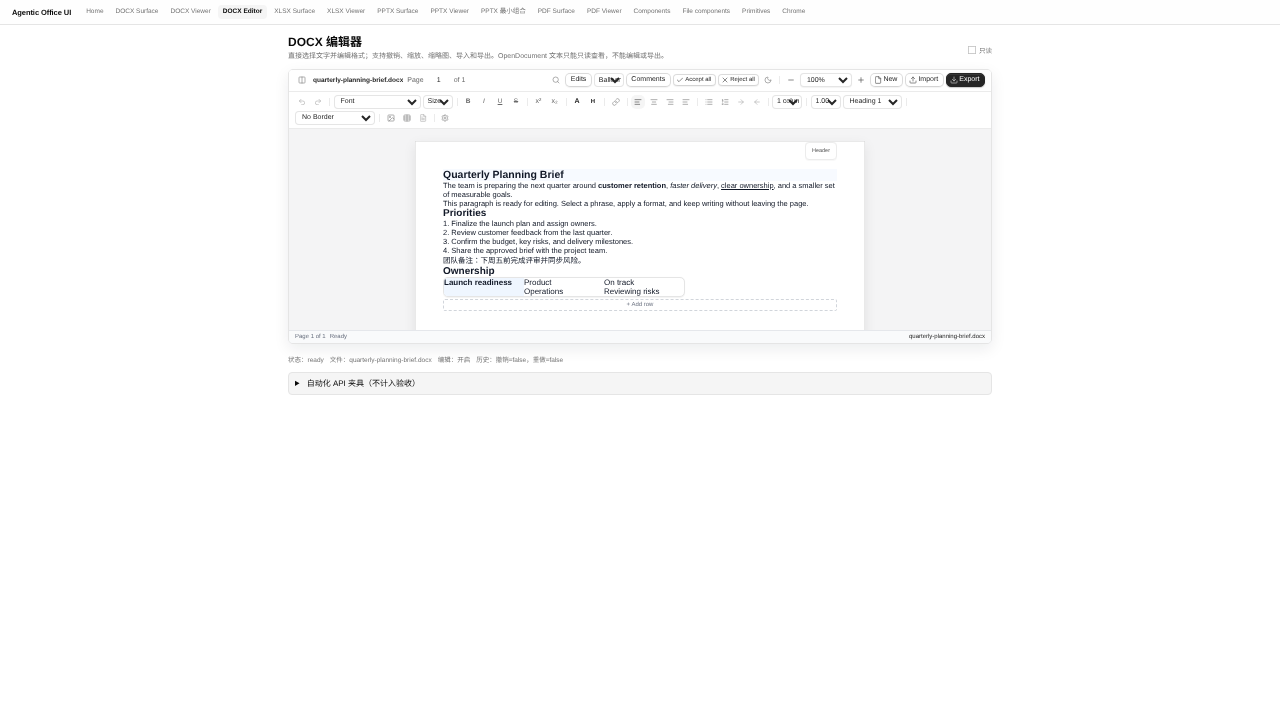 Agentic Office UI Home DOCX Surface DOCX Viewer DOCX Editor XLSX Surface XLSX Viewer PPTX Surface PPTX Viewer PPTX 最小组合 PDF Surface PDF Viewer Components File components Primitives Chrome
DOCX 编辑器
直接选择文字并编辑格式；支持撤销、缩放、缩略图、导入和导出。OpenDocument 文本只能只读查看，不能编辑或导出。
只读
quarterly-planning-brief.docx Page 1 of 1 Edits Comments Accept all Reject all 100% New Import Export
Font Size B I U S x² x₂ A H 1.00 Heading 1
No Border
Header
Quarterly Planning Brief
The team is preparing the next quarter around customer retention, faster delivery, clear ownership, and a smaller set
of measurable goals.
This paragraph is ready for editing. Select a phrase, apply a format, and keep writing without leaving the page.
Priorities
1. Finalize the launch plan and assign owners.
2. Review customer feedback from the last quarter.
3. Confirm the budget, key risks, and delivery milestones.
4. Share the approved brief with the project team.
团队备注：下周五前完成评审并同步风险。
Ownership
Launch readiness Product On track
Operations Reviewing risks
+ Add row
Page 1 of 1 Ready quarterly-planning-brief.docx
状态：ready 文件：quarterly-planning-brief.docx 编辑：开启 历史：撤销=false，重做=false
自动化 API 夹具（不计入验收）